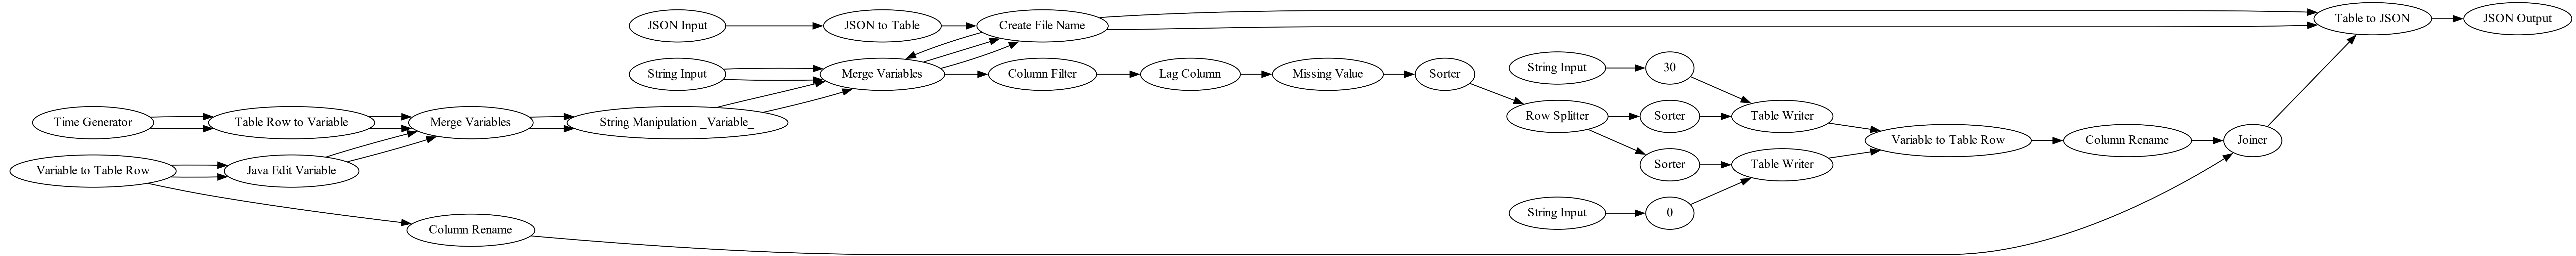 JSON Input
JSON to Table
Create File Name
Table to JSON
JSON Output
String Input
Merge Variables
Column Filter
Lag Column
Missing Value
Sorter
String Input
30
Time Generator
Table Row to Variable
Merge Variables
String Manipulation _Variable_
Row Splitter
Sorter
Table Writer
Variable to Table Row
Column Rename
Joiner
Variable to Table Row
Java Edit Variable
Sorter
Table Writer
String Input
0
Column Rename